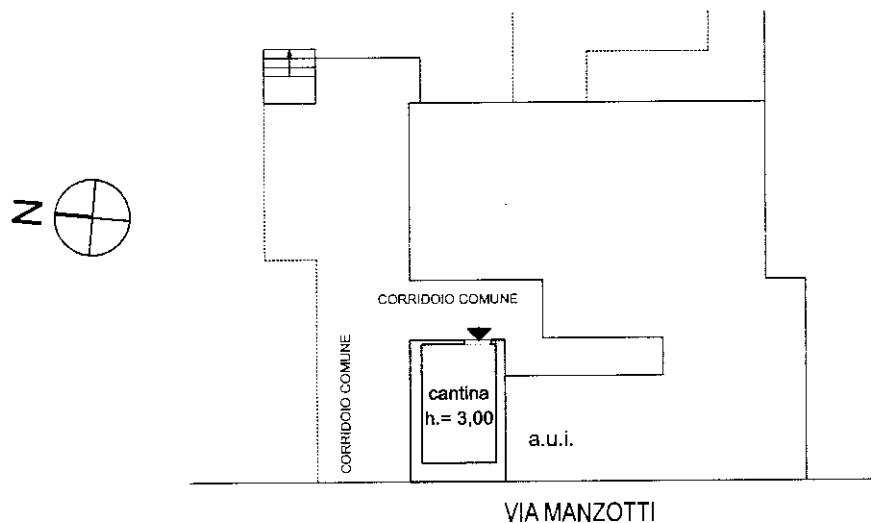 N
CORRIDOIO COMUNE
CORRIDOIO COMUNE
cantina
h.= 3,00
a.u.i.
VIA MANZOTTI